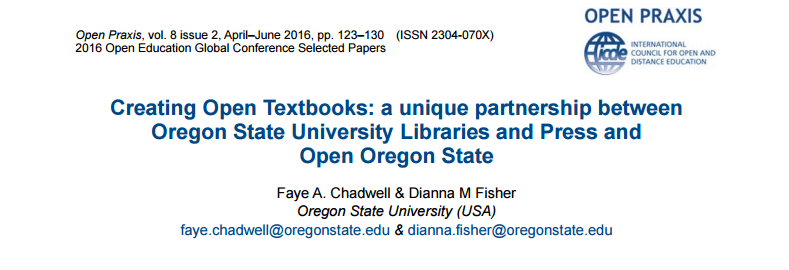 OPEN PRAXIS
Open Praxis, vol. 8 issue 2, April–June 2016, pp. 123–130 (ISSN 2304-070X)
2016 Open Education Global Conference Selected Papers
icde
INTERNATIONAL
COUNCIL FOR OPEN AND
DISTANCE EDUCATION
Creating Open Textbooks: a unique partnership between
Oregon State University Libraries and Press and
Open Oregon State
Faye A. Chadwell & Dianna M Fisher
Oregon State University (USA)
faye.chadwell@oregonstate.edu & dianna.fisher@oregonstate.edu